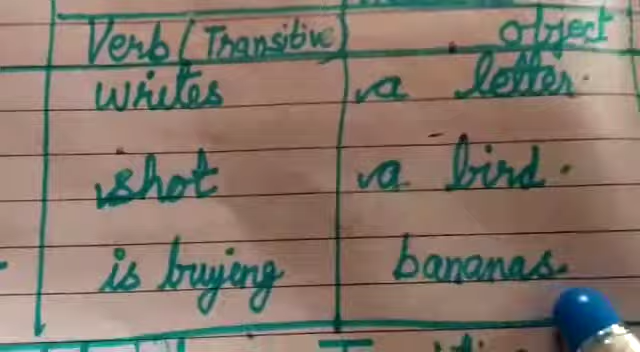 Verb (Transitive) object
writes a letter.
shot a bird.
is buying bananas.